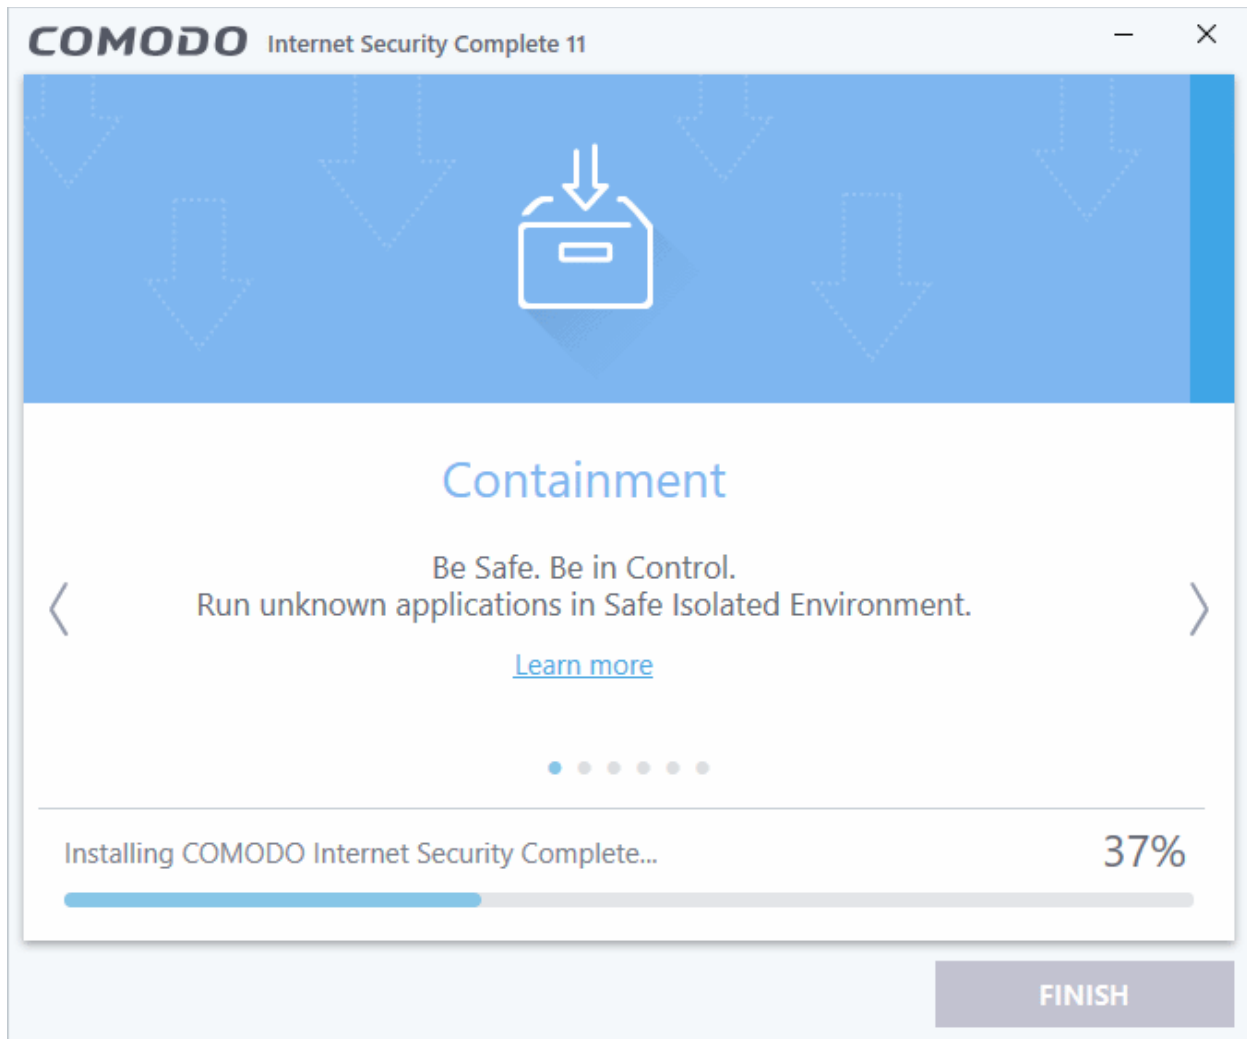 COMODO Internet Security Complete 11
Containment
Be Safe. Be in Control.
Run unknown applications in Safe Isolated Environment.
Learn more
Installing COMODO Internet Security Complete... 37%
FINISH